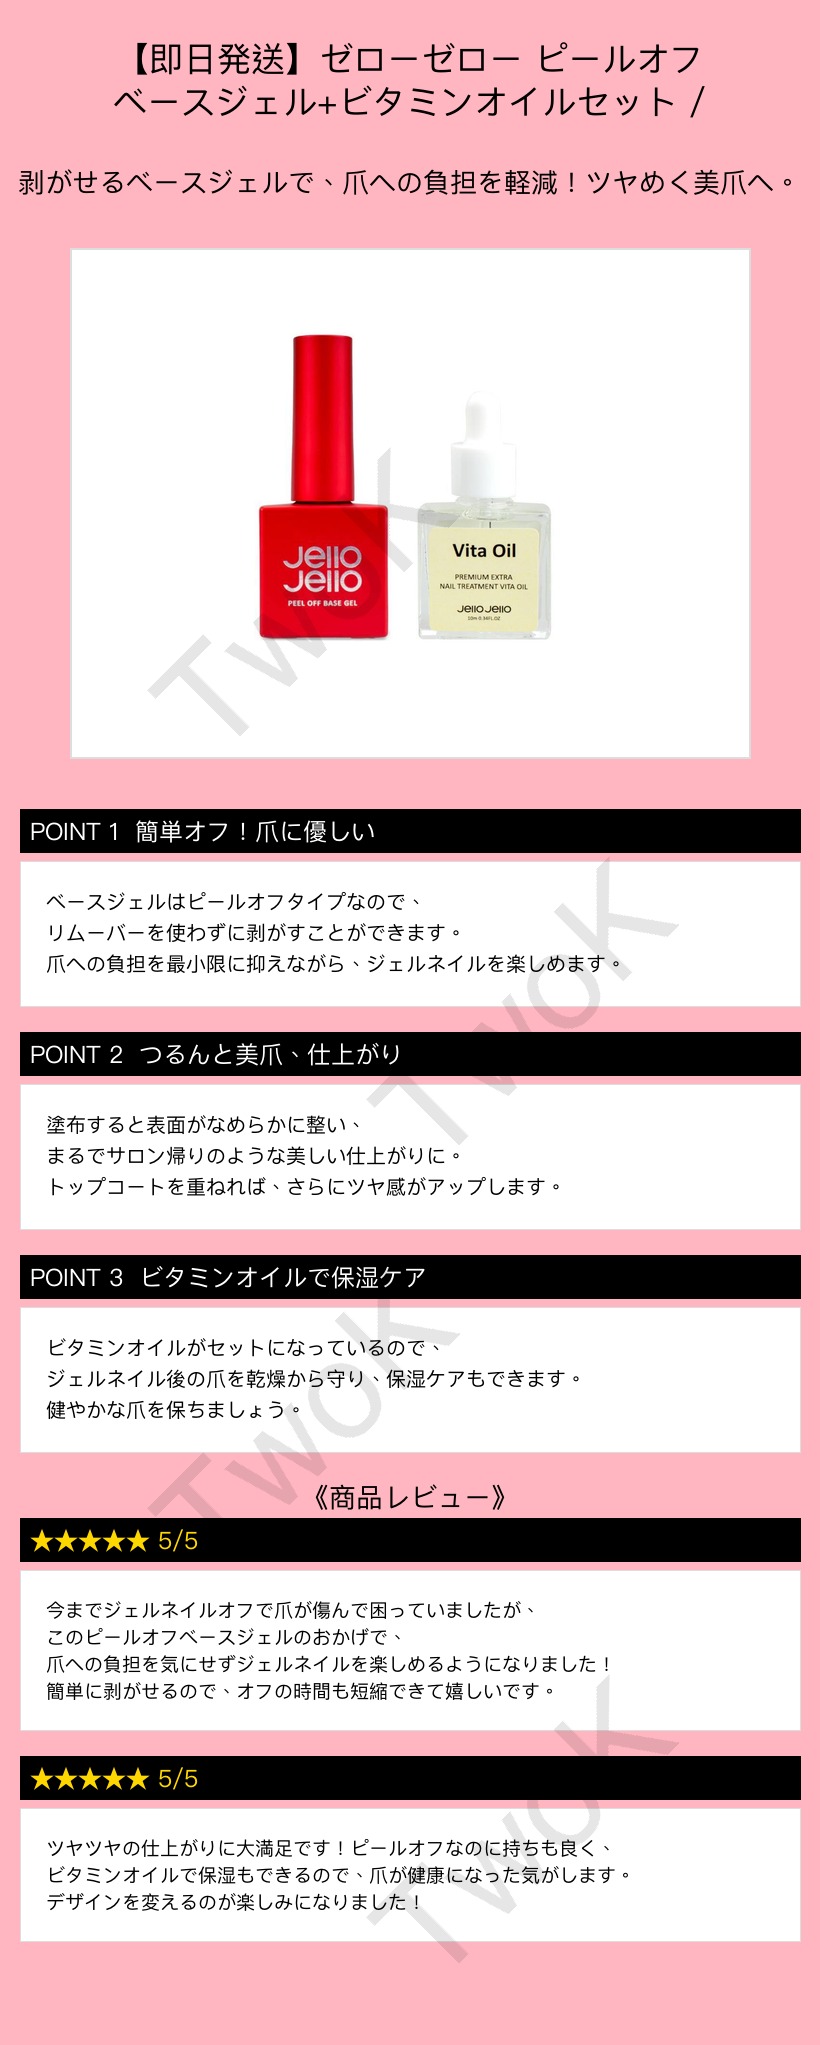 【即日発送】ゼローゼロー ピールオフ
ベースジェル+ビタミンオイルセット /
剥がせるベースジェルで、爪への負担を軽減！ツヤめく美爪へ。
Jello
Jello
PEEL OFF BASE GEL
Vita Oil
PREMIUM EXTRA
NAIL TREATMENT VITA OIL
Jello Jello
10ml 0.34FL.OZ
TwoK
POINT 1 簡単オフ！爪に優しい
ベースジェルはピールオフタイプなので、
リムーバーを使わずに剥がすことができます。
爪への負担を最小限に抑えながら、ジェルネイルを楽しめます。
TwoK
POINT 2 つるんと美爪、仕上がり
塗布すると表面がなめらかに整い、
まるでサロン帰りのような美しい仕上がりに。
トップコートを重ねれば、さらにツヤ感がアップします。
POINT 3 ビタミンオイルで保湿ケア
ビタミンオイルがセットになっているので、
ジェルネイル後の爪を乾燥から守り、保湿ケアもできます。
健やかな爪を保ちましょう。
TwoK
《商品レビュー》
★★★★★ 5/5
今までジェルネイルオフで爪が傷んで困っていましたが、
このピールオフベースジェルのおかげで、
爪への負担を気にせずジェルネイルを楽しめるようになりました！
簡単に剥がせるので、オフの時間も短縮できて嬉しいです。
★★★★★ 5/5
ツヤツヤの仕上がりに大満足です！ピールオフなのに持ちも良く、
ビタミンオイルで保湿もできるので、爪が健康になった気がします。
デザインを変えるのが楽しみになりました！
TwoK